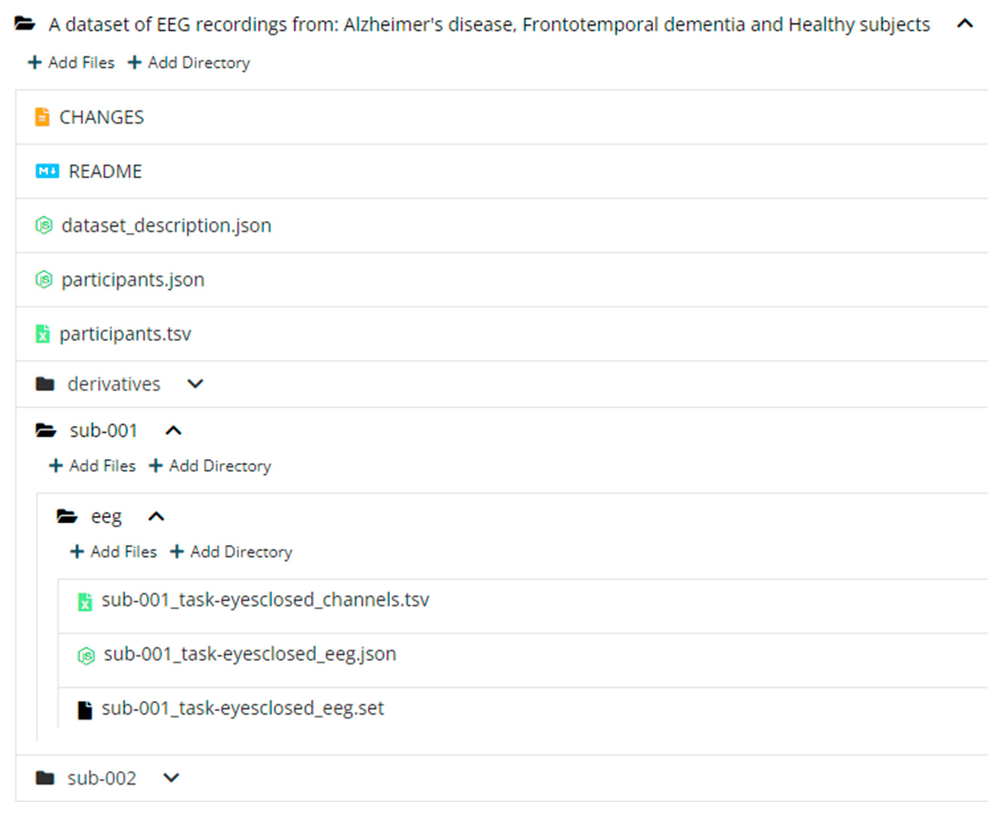 A dataset of EEG recordings from: Alzheimer's disease, Frontotemporal dementia and Healthy subjects
+ Add Files + Add Directory
CHANGES
M README
dataset_description.json
participants.json
participants.tsv
derivatives
sub-001
+ Add Files + Add Directory
eeg
+ Add Files + Add Directory
sub-001_task-eyesclosed_channels.tsv
sub-001_task-eyesclosed_eeg.json
sub-001_task-eyesclosed_eeg.set
sub-002